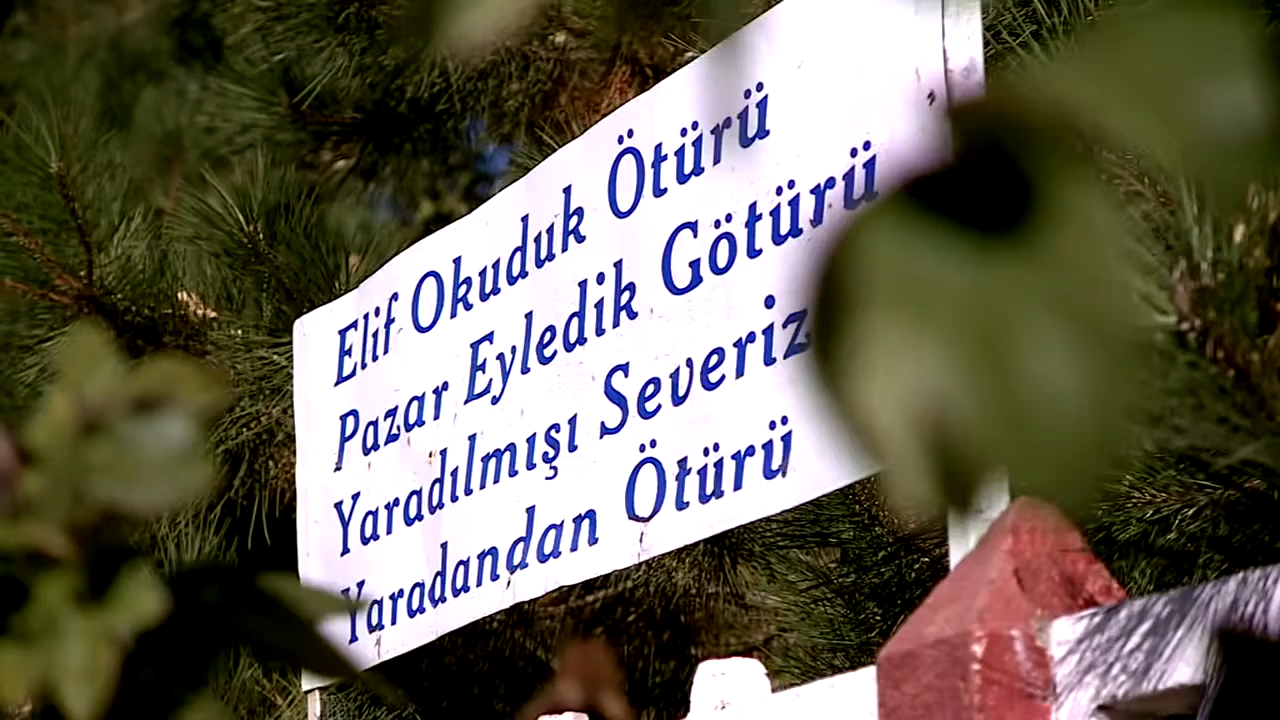 Elif Okuduk Ötürü
Pazar Eyledik Götürü
Yaradılmışı Severiz
Yaradandan Ötürü